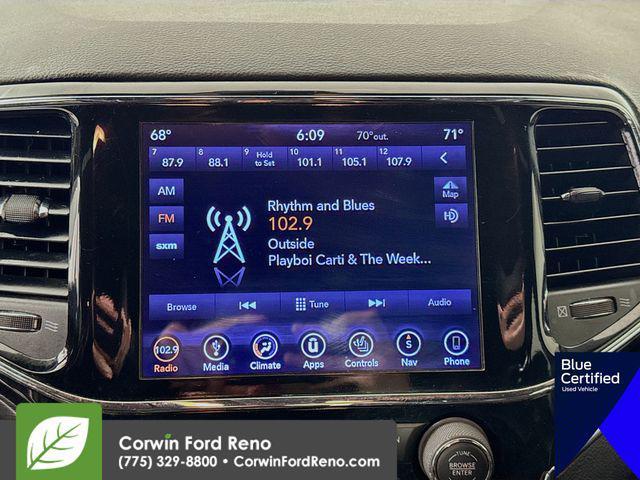 68° 6:09 70° out. 71°
7 87.9 8 88.1 9 Hold to Set 10 101.1 11 105.1 12 107.9
AM
FM
sxm
Rhythm and Blues
102.9
Outside
Playboi Carti & The Week...
Map
HD
Browse Tune Audio
102.9 S
Radio Media Climate Apps Controls Nav Phone
TUNE
BROWSE
ENTER
Blue
Certified
Used Vehicle
Corwin Ford Reno
(775) 329-8800 • CorwinFordReno.com